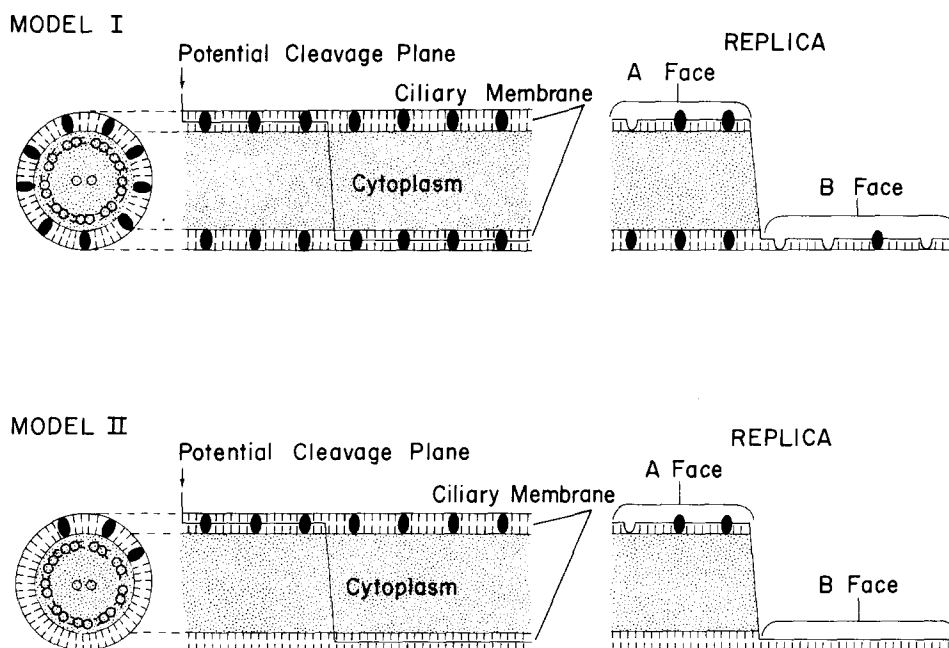 MODEL I
REPLICA
Potential Cleavage Plane
A Face
Ciliary Membrane
Cytoplasm
B Face
MODEL II
REPLICA
Potential Cleavage Plane
A Face
Ciliary Membrane
Cytoplasm
B Face